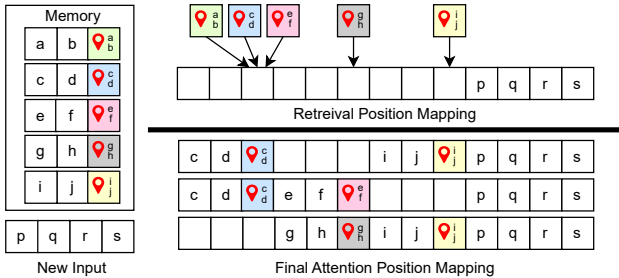 Memory
a b a b
c d c d
e f e f
g h g h
i j i j
p q r s
New Input
a b c d e f g h i j
p q r s
Retreival Position Mapping
c d c d i j i j p q r s
c d c d e f e f p q r s
g h g h i j i j p q r s
Final Attention Position Mapping